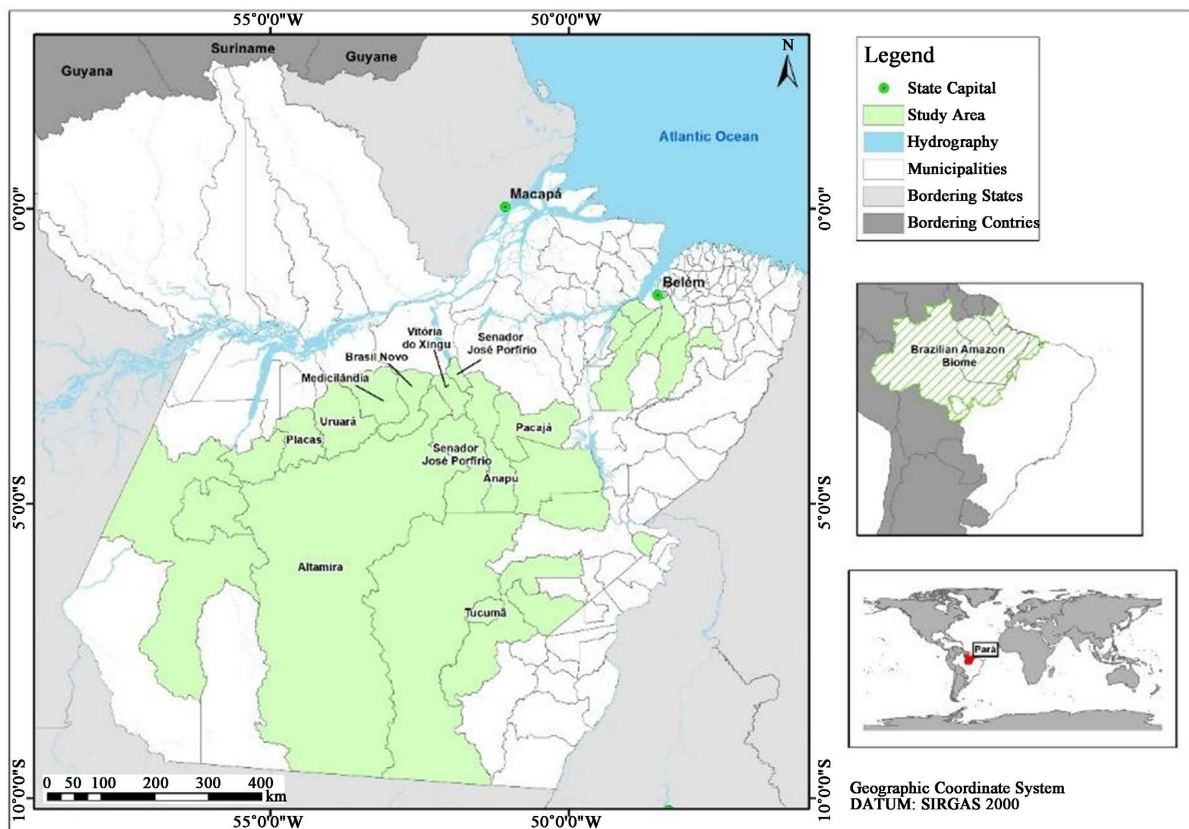 55°0'0"W
50°0'0"W
Guyana
Suriname
Guyane
N
Atlantic Ocean
0°0'0"
0°0'0"
Macapá
Belém
Vitória
do Xingu
Senador
José Porfírio
Brasil Novo
Medicilândia
Uruará
Placas
Pacajá
Senador
José Porfírio
Anapu
5°0'0"S
5°0'0"S
Altamira
Tucumã
0 50 100 200 300 400
km
10°0'0"S
10°0'0"S
55°0'0"W
50°0'0"W
Legend
State Capital
Study Area
Hydrography
Municipalities
Bordering States
Bordering Contries
Brazilian Amazon
Biome
Pará
Geographic Coordinate System
DATUM: SIRGAS 2000